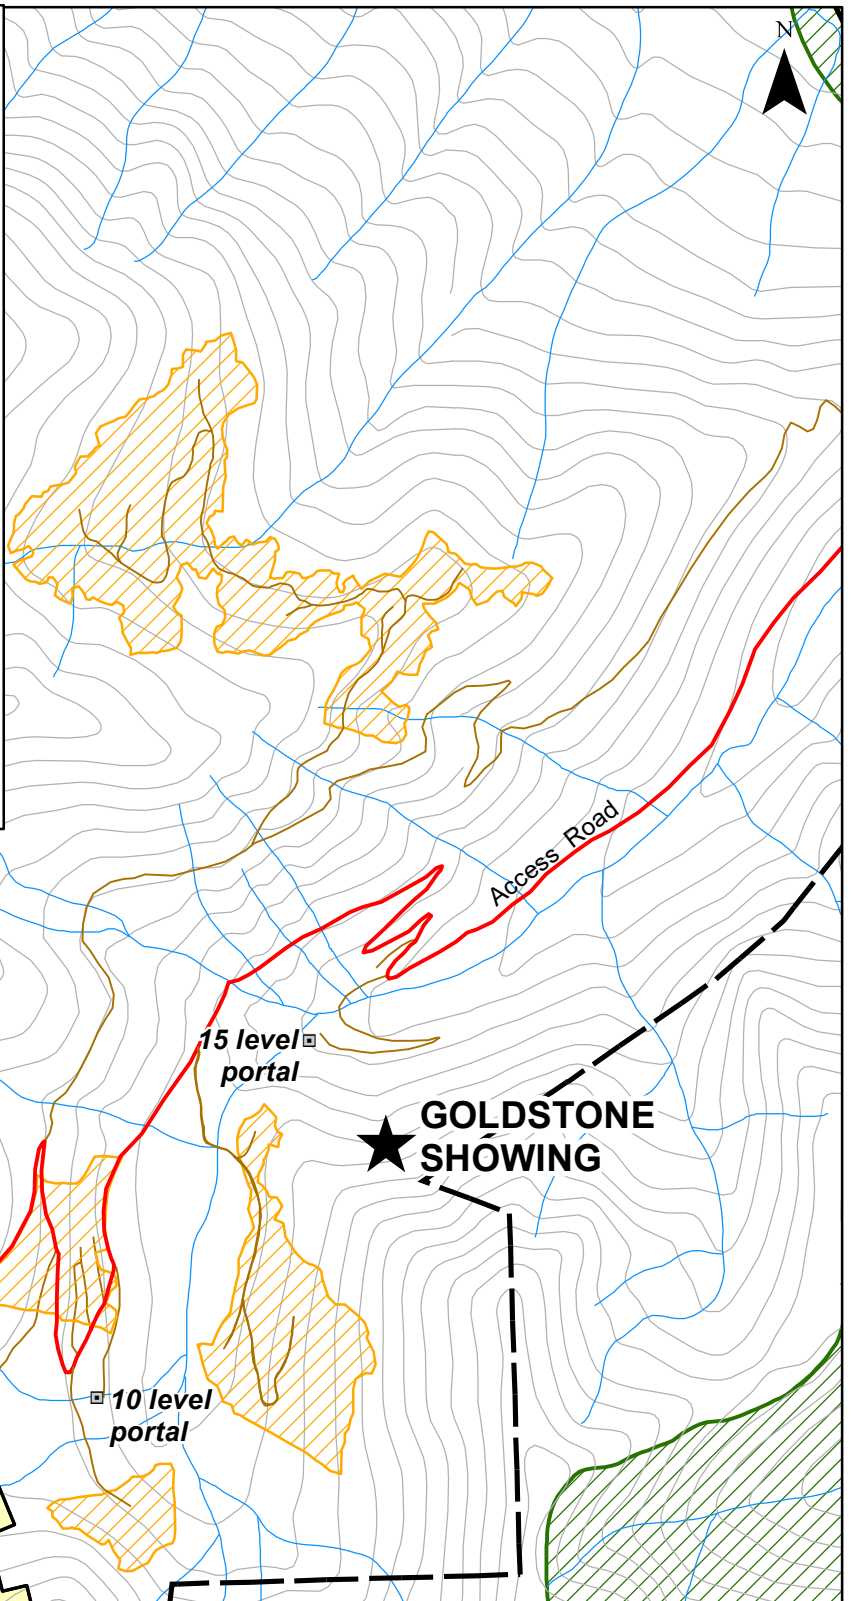 N
Access Road
15 level
portal
GOLDSTONE
SHOWING
10 level
portal